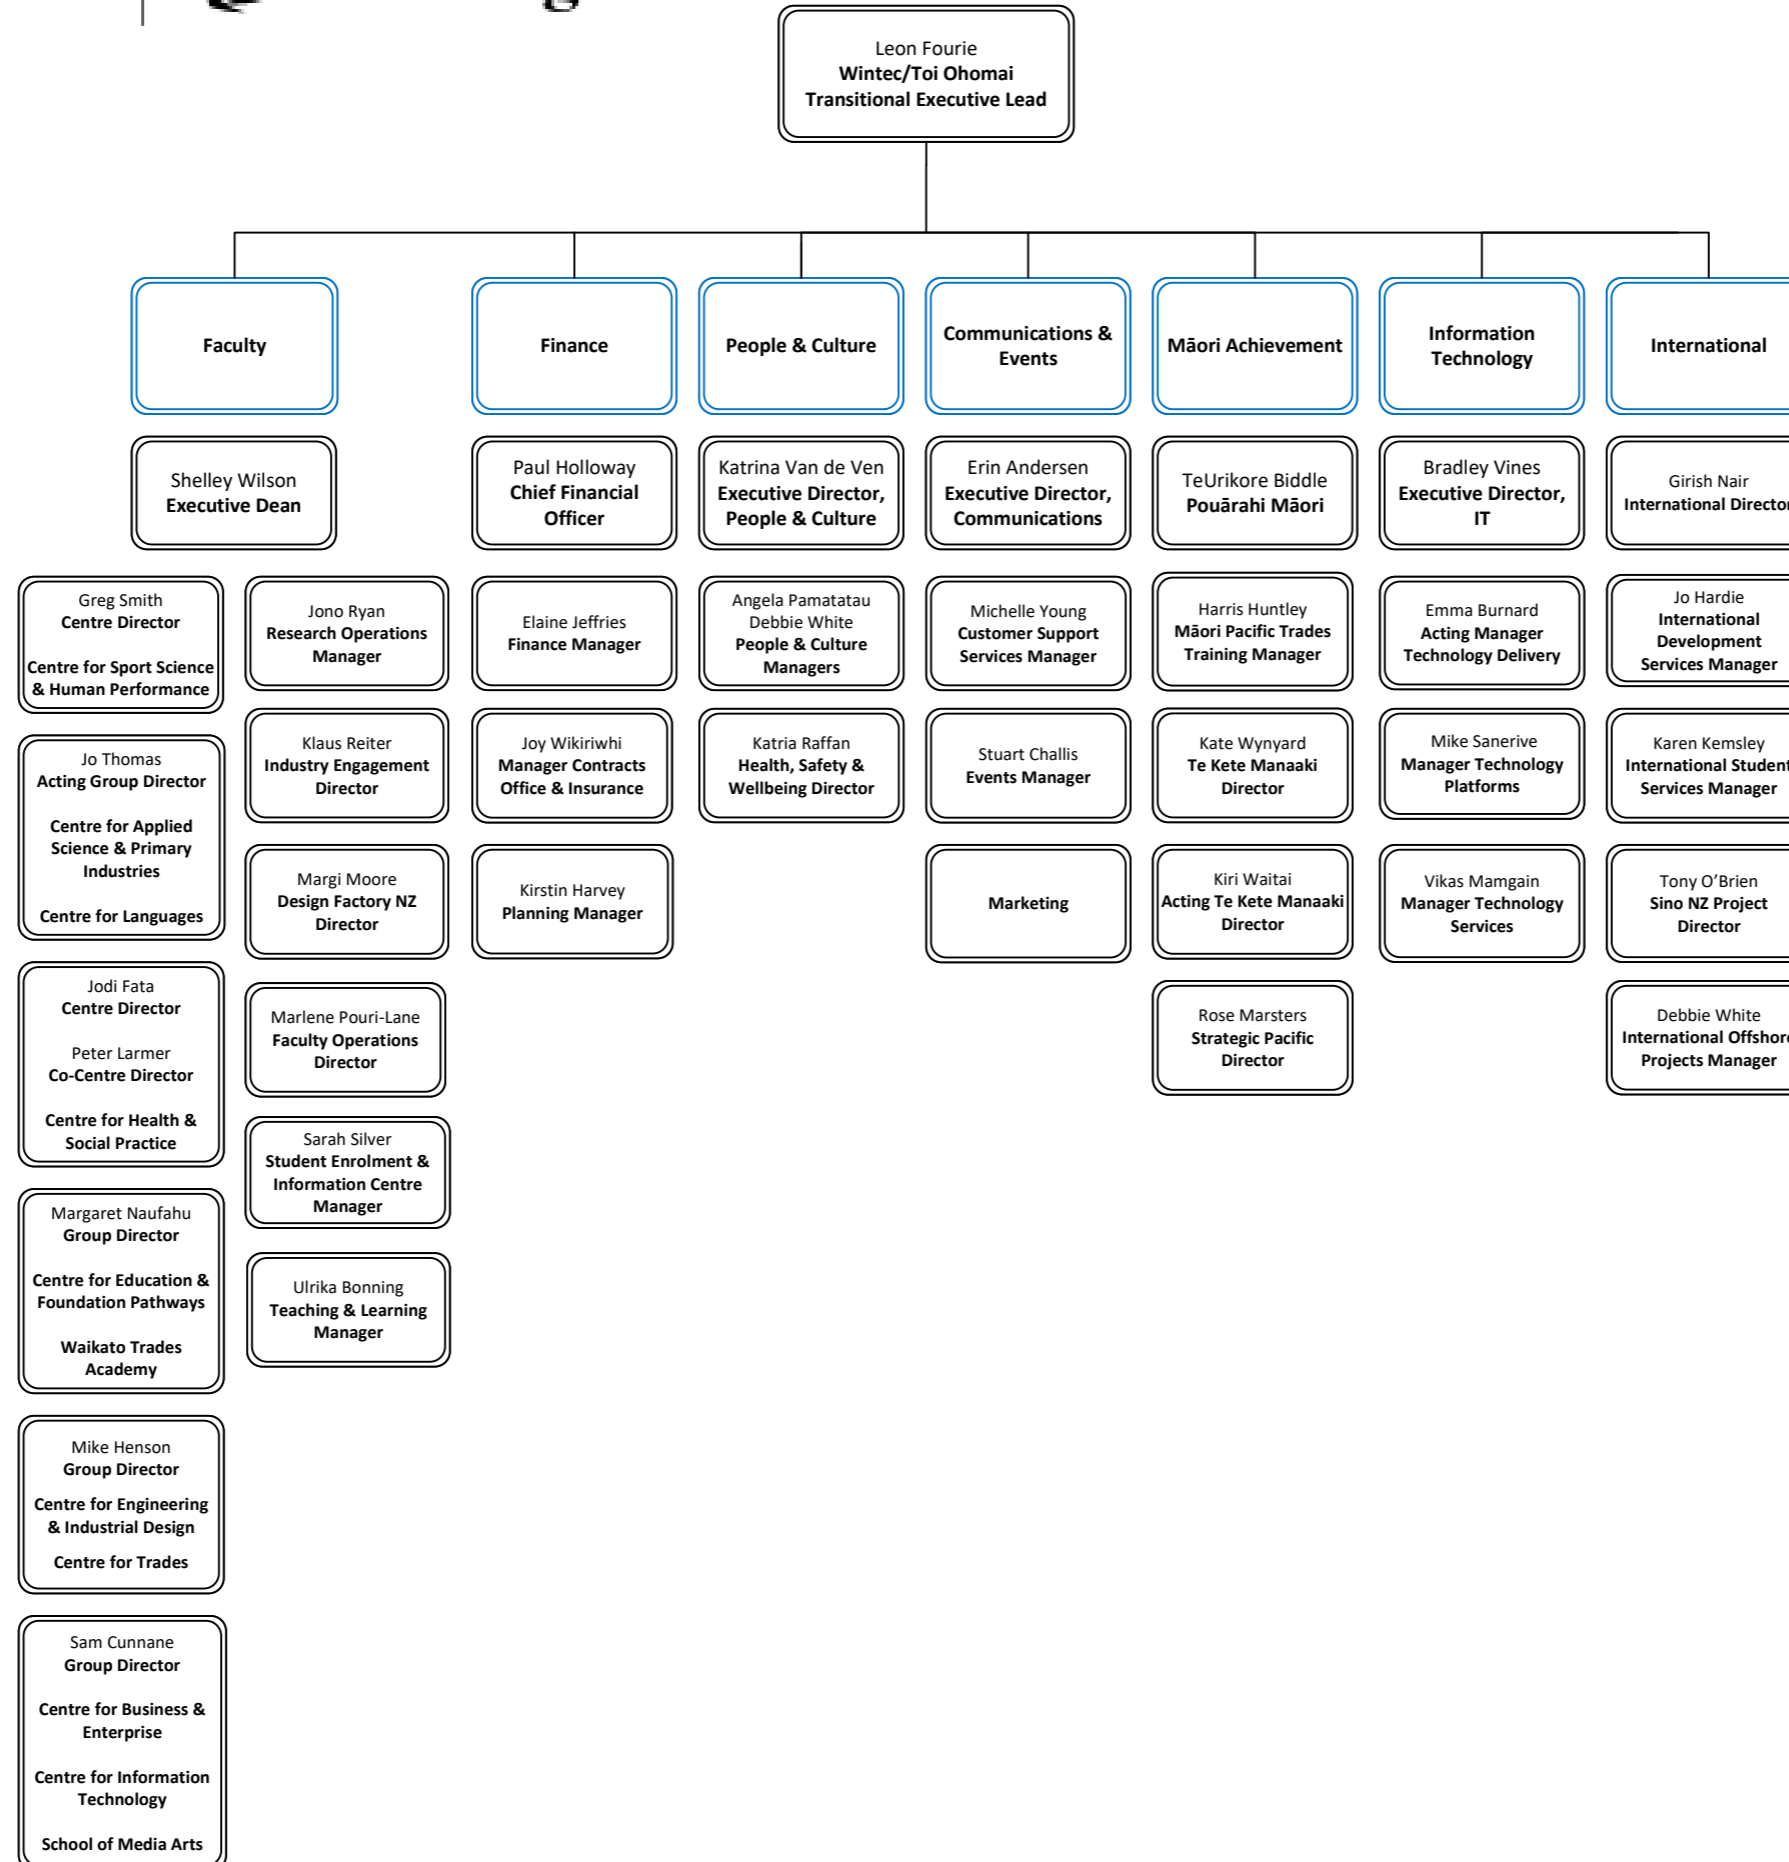 Leon Fourie
Wintec/Toi Ohomai
Transitional Executive Lead
Faculty
Finance
People & Culture
Communications &
Events
Māori Achievement
Information
Technology
International
Shelley Wilson
Executive Dean
Paul Holloway
Chief Financial
Officer
Katrina Van de Ven
Executive Director,
People & Culture
Erin Andersen
Executive Director,
Communications
TeUrikore Biddle
Pouārahi Māori
Bradley Vines
Executive Director,
IT
Girish Nair
International Director
Greg Smith
Centre Director
Centre for Sport Science
& Human Performance
Jo Thomas
Acting Group Director
Centre for Applied
Science & Primary
Industries
Centre for Languages
Jodi Fata
Centre Director
Peter Larmer
Co-Centre Director
Centre for Health &
Social Practice
Margaret Naufahu
Group Director
Centre for Education &
Foundation Pathways
Waikato Trades
Academy
Mike Henson
Group Director
Centre for Engineering
& Industrial Design
Centre for Trades
Sam Cunnane
Group Director
Centre for Business &
Enterprise
Centre for Information
Technology
School of Media Arts
Jono Ryan
Research Operations
Manager
Klaus Reiter
Industry Engagement
Director
Margi Moore
Design Factory NZ
Director
Marlene Pouri-Lane
Faculty Operations
Director
Sarah Silver
Student Enrolment &
Information Centre
Manager
Ulrika Bonning
Teaching & Learning
Manager
Elaine Jeffries
Finance Manager
Joy Wikiriwhi
Manager Contracts
Office & Insurance
Kirstin Harvey
Planning Manager
Angela Pamatatau
Debbie White
People & Culture
Managers
Katria Raffan
Health, Safety &
Wellbeing Director
Michelle Young
Customer Support
Services Manager
Stuart Challis
Events Manager
Marketing
Harris Huntley
Māori Pacific Trades
Training Manager
Kate Wynyard
Te Kete Manaaki
Director
Kiri Waitai
Acting Te Kete Manaaki
Director
Rose Marsters
Strategic Pacific
Director
Emma Burnard
Acting Manager
Technology Delivery
Mike Sanerive
Manager Technology
Platforms
Vikas Mamgain
Manager Technology
Services
Jo Hardie
International
Development
Services Manager
Karen Kemsley
International Student
Services Manager
Tony O’Brien
Sino NZ Project
Director
Debbie White
International Offshore
Projects Manager